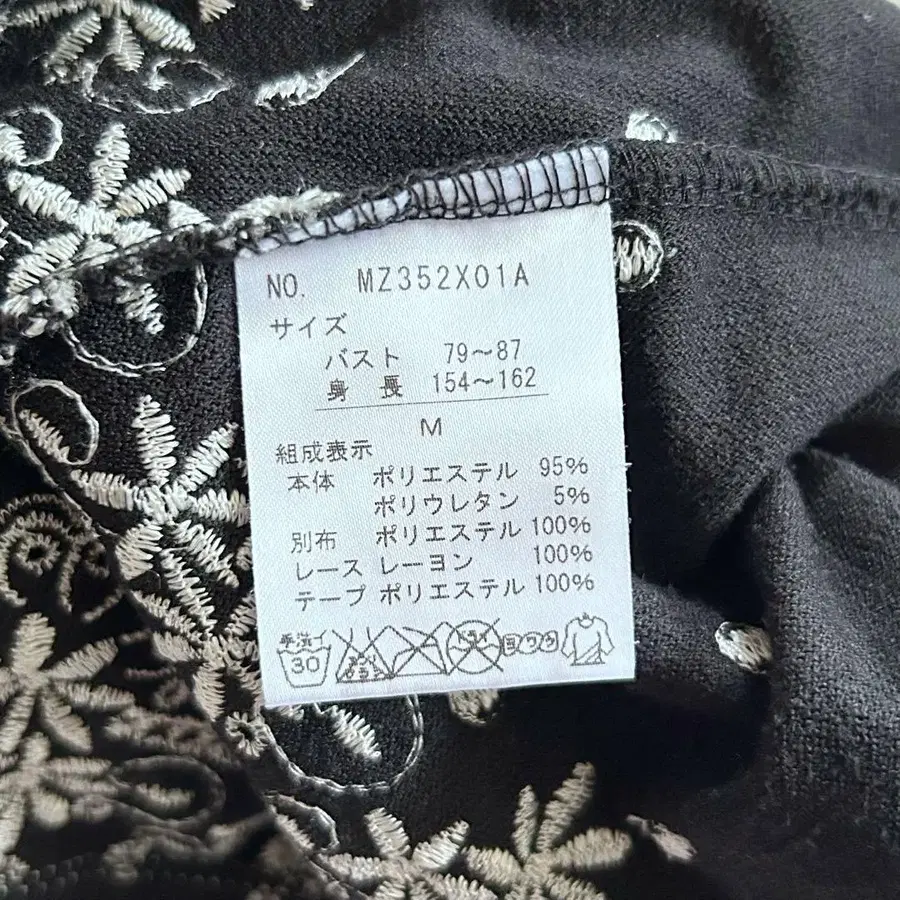 NO. MZ352X01A
サイズ
バスト 79～87
身長 154～162
M
組成表示
本体 ポリエステル 95%
ポリウレタン 5%
別布 ポリエステル 100%
レース レーヨン 100%
テープ ポリエステル 100%
手洗イ
30